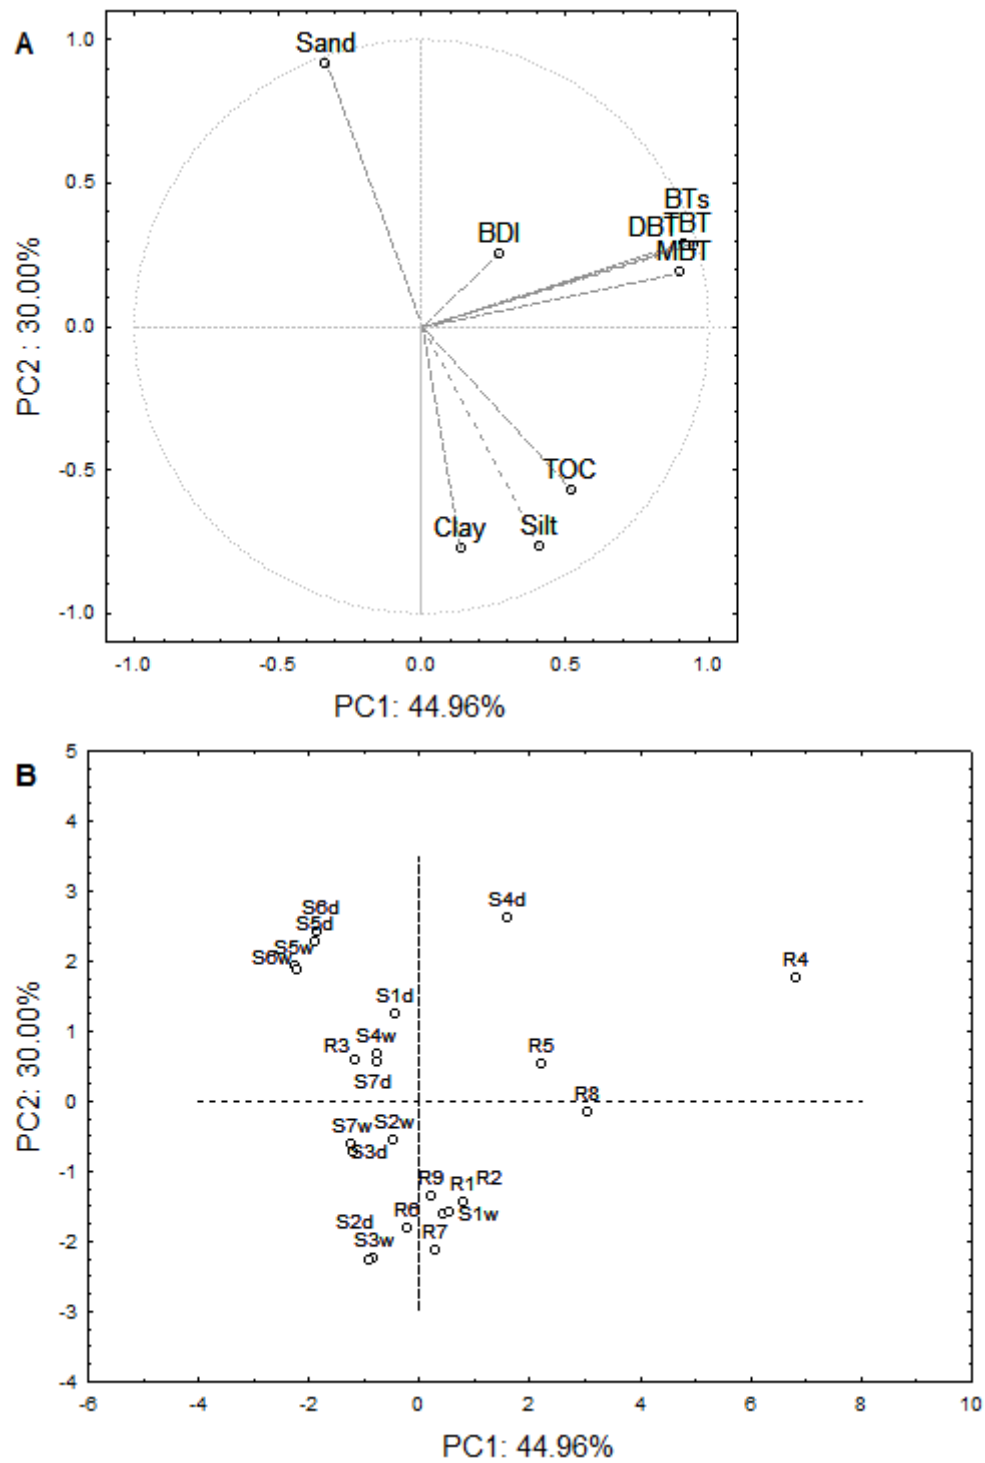 A
1.0
Sand
0.5
BTs
DBT TBT
BDI
MBT
0.0
PC2 : 30.00%
-0.5
TOC
Clay
Silt
-1.0
-1.0 -0.5 0.0 0.5 1.0
PC1: 44.96%
B
5
4
3
S6d
S4d
S5d
S5w
2
S6w
R4
S1d
1
S4w
R3
R5
S7d
R8
0
PC2: 30.00%
S7w S2w
S3d
-1
R9 R1 R2
R6 S1w
S2d
-2
S3w R7
-3
-4
-6 -4 -2 0 2 4 6 8 10
PC1: 44.96%